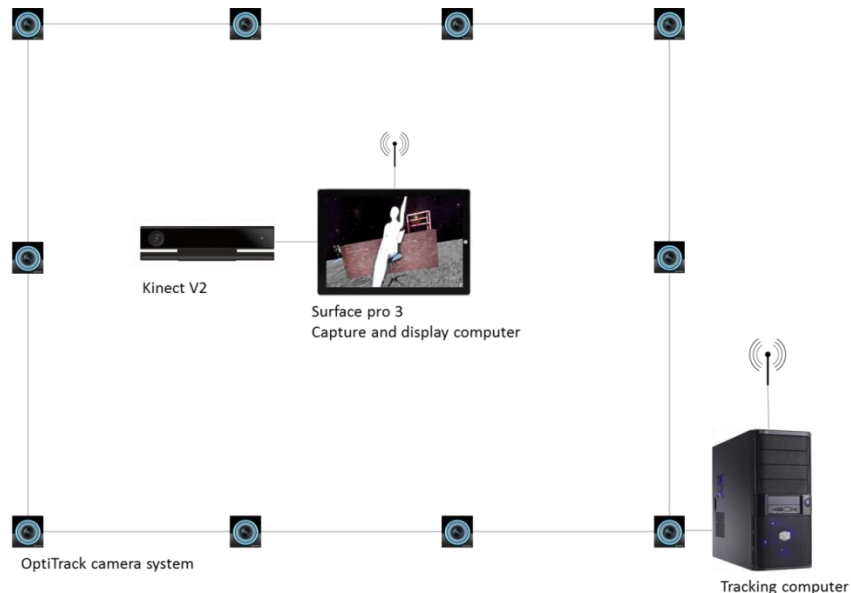 Kinect V2
Surface pro 3
Capture and display computer
OptiTrack camera system
Tracking computer